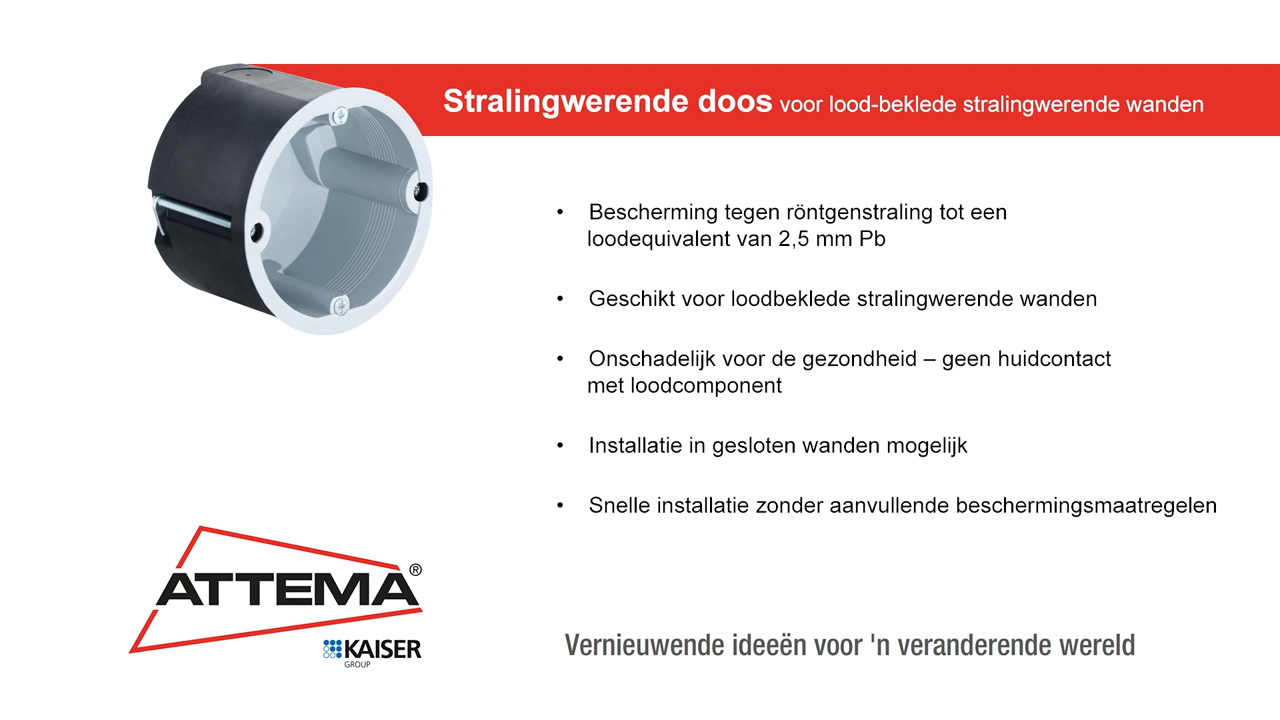 Stralingwerende doos voor lood-beklede stralingwerende wanden
• Bescherming tegen röntgenstraling tot een
loodequivalent van 2,5 mm Pb
• Geschikt voor loodbeklede stralingwerende wanden
• Onschadelijk voor de gezondheid – geen huidcontact
met loodcomponent
• Installatie in gesloten wanden mogelijk
• Snelle installatie zonder aanvullende beschermingsmaatregelen
ATTEMA®
KAISER
GROUP
Vernieuwende ideeën voor 'n veranderende wereld